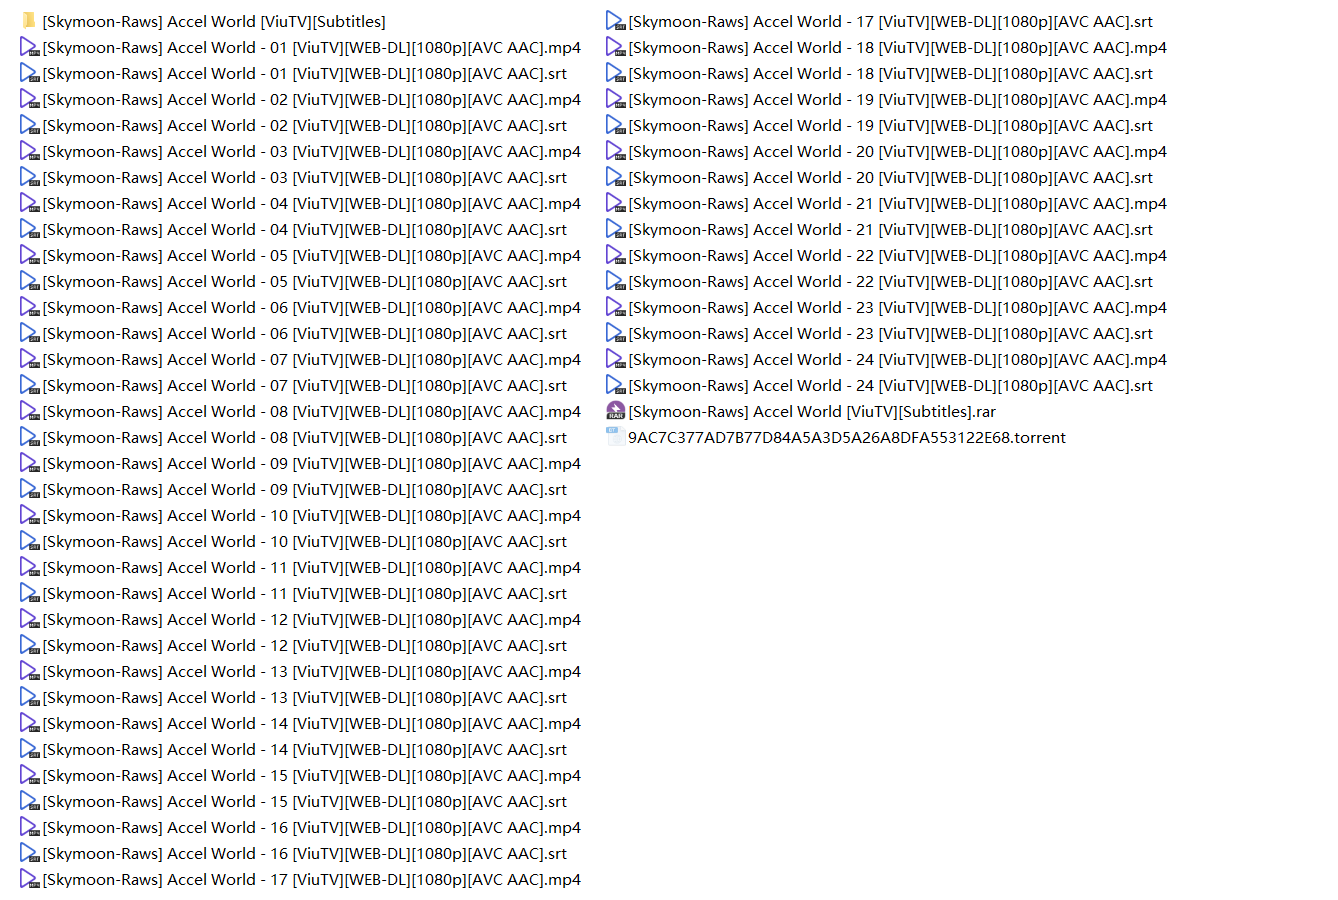 [Skymoon-Raws] Accel World [ViuTV][Subtitles]
[Skymoon-Raws] Accel World - 01 [ViuTV][WEB-DL][1080p][AVC AAC].mp4
[Skymoon-Raws] Accel World - 01 [ViuTV][WEB-DL][1080p][AVC AAC].srt
[Skymoon-Raws] Accel World - 02 [ViuTV][WEB-DL][1080p][AVC AAC].mp4
[Skymoon-Raws] Accel World - 02 [ViuTV][WEB-DL][1080p][AVC AAC].srt
[Skymoon-Raws] Accel World - 03 [ViuTV][WEB-DL][1080p][AVC AAC].mp4
[Skymoon-Raws] Accel World - 03 [ViuTV][WEB-DL][1080p][AVC AAC].srt
[Skymoon-Raws] Accel World - 04 [ViuTV][WEB-DL][1080p][AVC AAC].mp4
[Skymoon-Raws] Accel World - 04 [ViuTV][WEB-DL][1080p][AVC AAC].srt
[Skymoon-Raws] Accel World - 05 [ViuTV][WEB-DL][1080p][AVC AAC].mp4
[Skymoon-Raws] Accel World - 05 [ViuTV][WEB-DL][1080p][AVC AAC].srt
[Skymoon-Raws] Accel World - 06 [ViuTV][WEB-DL][1080p][AVC AAC].mp4
[Skymoon-Raws] Accel World - 06 [ViuTV][WEB-DL][1080p][AVC AAC].srt
[Skymoon-Raws] Accel World - 07 [ViuTV][WEB-DL][1080p][AVC AAC].mp4
[Skymoon-Raws] Accel World - 07 [ViuTV][WEB-DL][1080p][AVC AAC].srt
[Skymoon-Raws] Accel World - 08 [ViuTV][WEB-DL][1080p][AVC AAC].mp4
[Skymoon-Raws] Accel World - 08 [ViuTV][WEB-DL][1080p][AVC AAC].srt
[Skymoon-Raws] Accel World - 09 [ViuTV][WEB-DL][1080p][AVC AAC].mp4
[Skymoon-Raws] Accel World - 09 [ViuTV][WEB-DL][1080p][AVC AAC].srt
[Skymoon-Raws] Accel World - 10 [ViuTV][WEB-DL][1080p][AVC AAC].mp4
[Skymoon-Raws] Accel World - 10 [ViuTV][WEB-DL][1080p][AVC AAC].srt
[Skymoon-Raws] Accel World - 11 [ViuTV][WEB-DL][1080p][AVC AAC].mp4
[Skymoon-Raws] Accel World - 11 [ViuTV][WEB-DL][1080p][AVC AAC].srt
[Skymoon-Raws] Accel World - 12 [ViuTV][WEB-DL][1080p][AVC AAC].mp4
[Skymoon-Raws] Accel World - 12 [ViuTV][WEB-DL][1080p][AVC AAC].srt
[Skymoon-Raws] Accel World - 13 [ViuTV][WEB-DL][1080p][AVC AAC].mp4
[Skymoon-Raws] Accel World - 13 [ViuTV][WEB-DL][1080p][AVC AAC].srt
[Skymoon-Raws] Accel World - 14 [ViuTV][WEB-DL][1080p][AVC AAC].mp4
[Skymoon-Raws] Accel World - 14 [ViuTV][WEB-DL][1080p][AVC AAC].srt
[Skymoon-Raws] Accel World - 15 [ViuTV][WEB-DL][1080p][AVC AAC].mp4
[Skymoon-Raws] Accel World - 15 [ViuTV][WEB-DL][1080p][AVC AAC].srt
[Skymoon-Raws] Accel World - 16 [ViuTV][WEB-DL][1080p][AVC AAC].mp4
[Skymoon-Raws] Accel World - 16 [ViuTV][WEB-DL][1080p][AVC AAC].srt
[Skymoon-Raws] Accel World - 17 [ViuTV][WEB-DL][1080p][AVC AAC].mp4
[Skymoon-Raws] Accel World - 17 [ViuTV][WEB-DL][1080p][AVC AAC].srt
[Skymoon-Raws] Accel World - 18 [ViuTV][WEB-DL][1080p][AVC AAC].mp4
[Skymoon-Raws] Accel World - 18 [ViuTV][WEB-DL][1080p][AVC AAC].srt
[Skymoon-Raws] Accel World - 19 [ViuTV][WEB-DL][1080p][AVC AAC].mp4
[Skymoon-Raws] Accel World - 19 [ViuTV][WEB-DL][1080p][AVC AAC].srt
[Skymoon-Raws] Accel World - 20 [ViuTV][WEB-DL][1080p][AVC AAC].mp4
[Skymoon-Raws] Accel World - 20 [ViuTV][WEB-DL][1080p][AVC AAC].srt
[Skymoon-Raws] Accel World - 21 [ViuTV][WEB-DL][1080p][AVC AAC].mp4
[Skymoon-Raws] Accel World - 21 [ViuTV][WEB-DL][1080p][AVC AAC].srt
[Skymoon-Raws] Accel World - 22 [ViuTV][WEB-DL][1080p][AVC AAC].mp4
[Skymoon-Raws] Accel World - 22 [ViuTV][WEB-DL][1080p][AVC AAC].srt
[Skymoon-Raws] Accel World - 23 [ViuTV][WEB-DL][1080p][AVC AAC].mp4
[Skymoon-Raws] Accel World - 23 [ViuTV][WEB-DL][1080p][AVC AAC].srt
[Skymoon-Raws] Accel World - 24 [ViuTV][WEB-DL][1080p][AVC AAC].mp4
[Skymoon-Raws] Accel World - 24 [ViuTV][WEB-DL][1080p][AVC AAC].srt
[Skymoon-Raws] Accel World [ViuTV][Subtitles].rar
9AC7C377AD7B77D84A5A3D5A26A8DFA553122E68.torrent